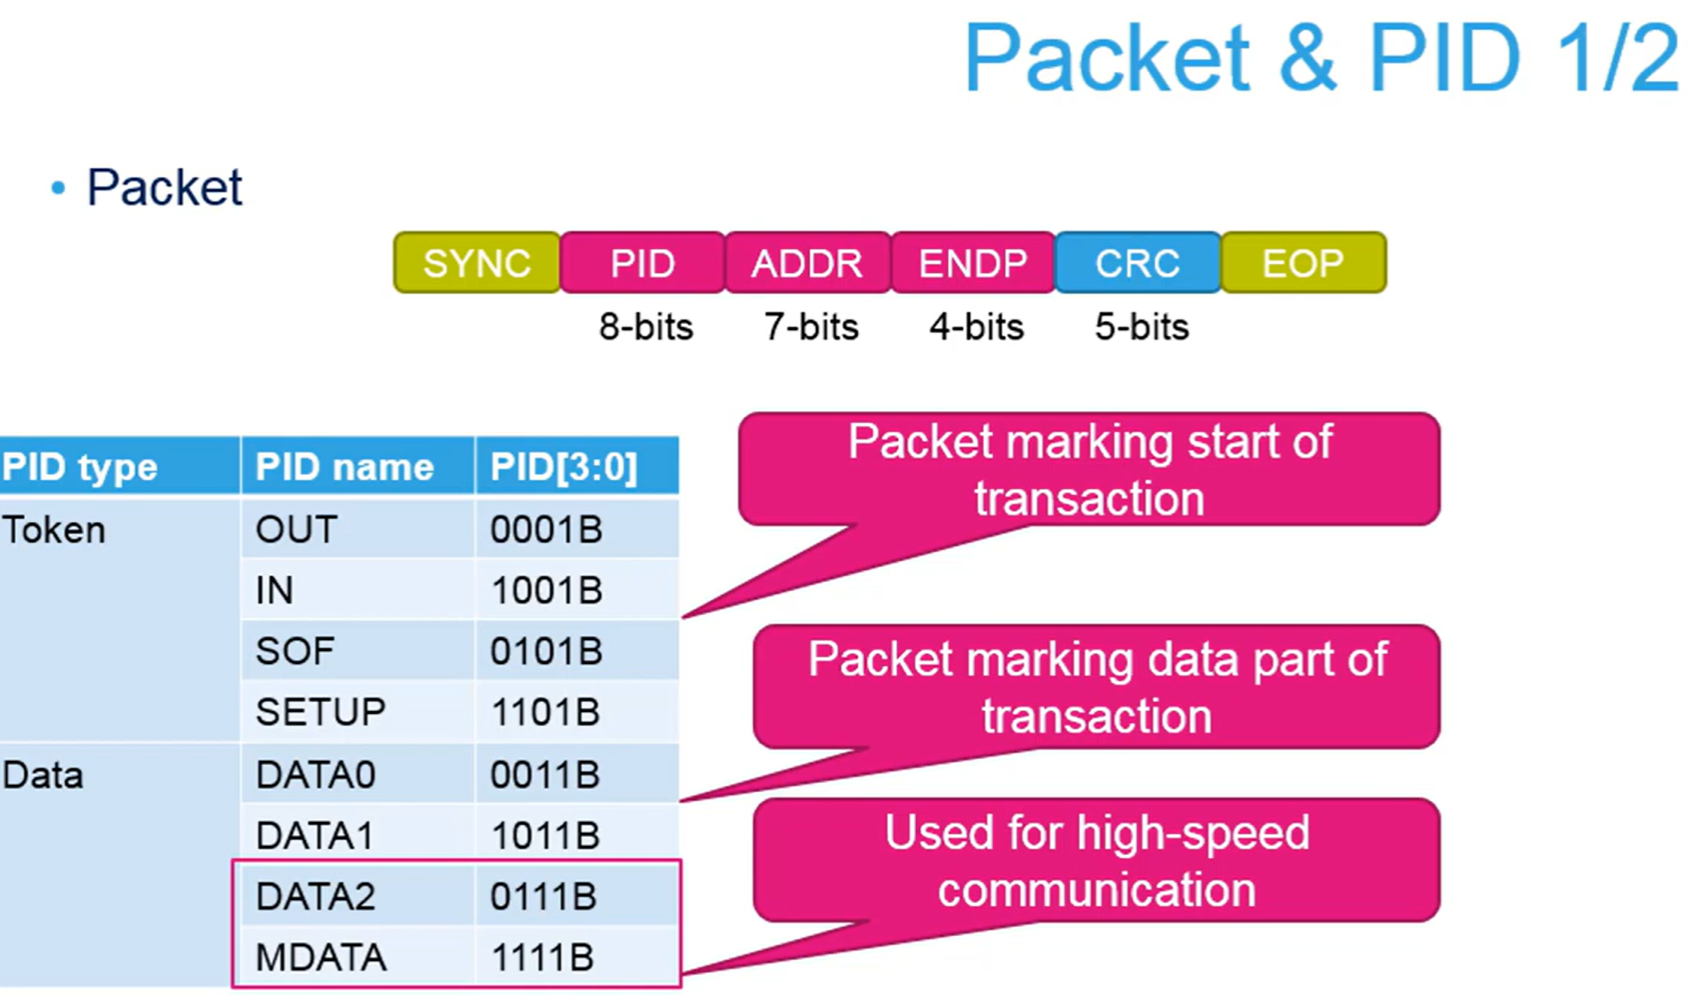 Packet & PID 1/2
• Packet
SYNC PID ADDR ENDP CRC EOP
8-bits 7-bits 4-bits 5-bits
PID type PID name PID[3:0]
Token OUT 0001B
IN 1001B
SOF 0101B
SETUP 1101B
Data DATA0 0011B
DATA1 1011B
DATA2 0111B
MDATA 1111B
Packet marking start of
transaction
Packet marking data part of
transaction
Used for high-speed
communication